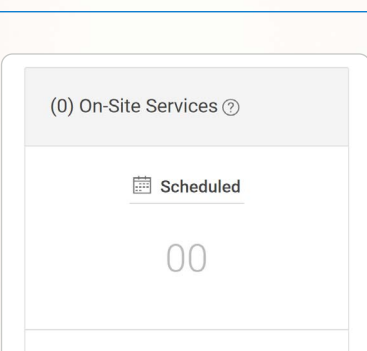 (0) On-Site Services ?
Scheduled
00